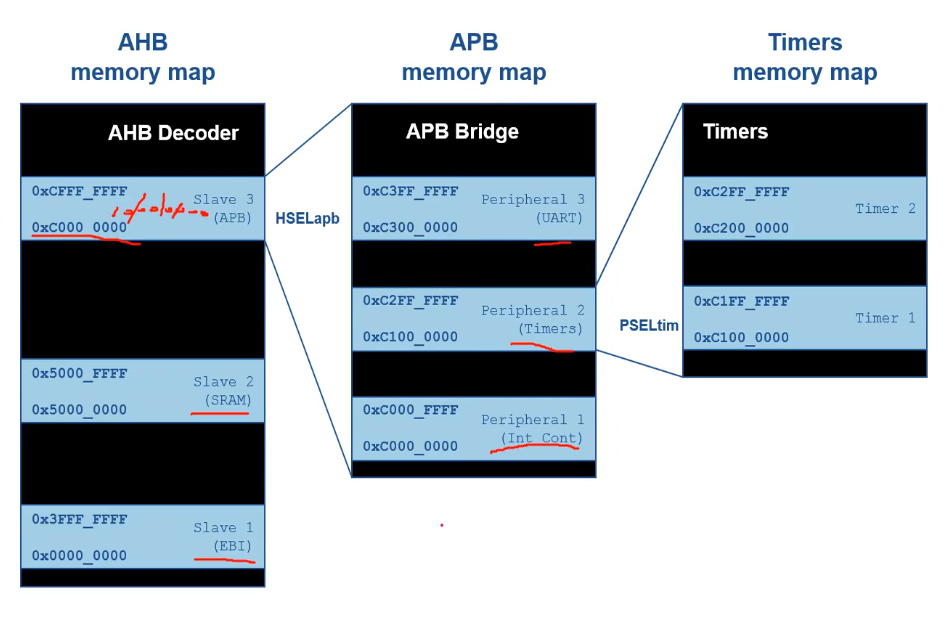 AHB
memory map
APB
memory map
Timers
memory map
AHB Decoder
0xCFFF_FFFF
Slave 3
(APB)
0xC000_0000
0x5000_FFFF
Slave 2
(SRAM)
0x5000_0000
0x3FFF_FFFF
Slave 1
(EBI)
0x0000_0000
HSELapb
APB Bridge
0xC3FF_FFFF
Peripheral 3
(UART)
0xC300_0000
0xC2FF_FFFF
Peripheral 2
(Timers)
0xC100_0000
0xC000_FFFF
Peripheral 1
(Int Cont)
0xC000_0000
PSELtim
Timers
0xC2FF_FFFF
Timer 2
0xC200_0000
0xC1FF_FFFF
Timer 1
0xC100_0000